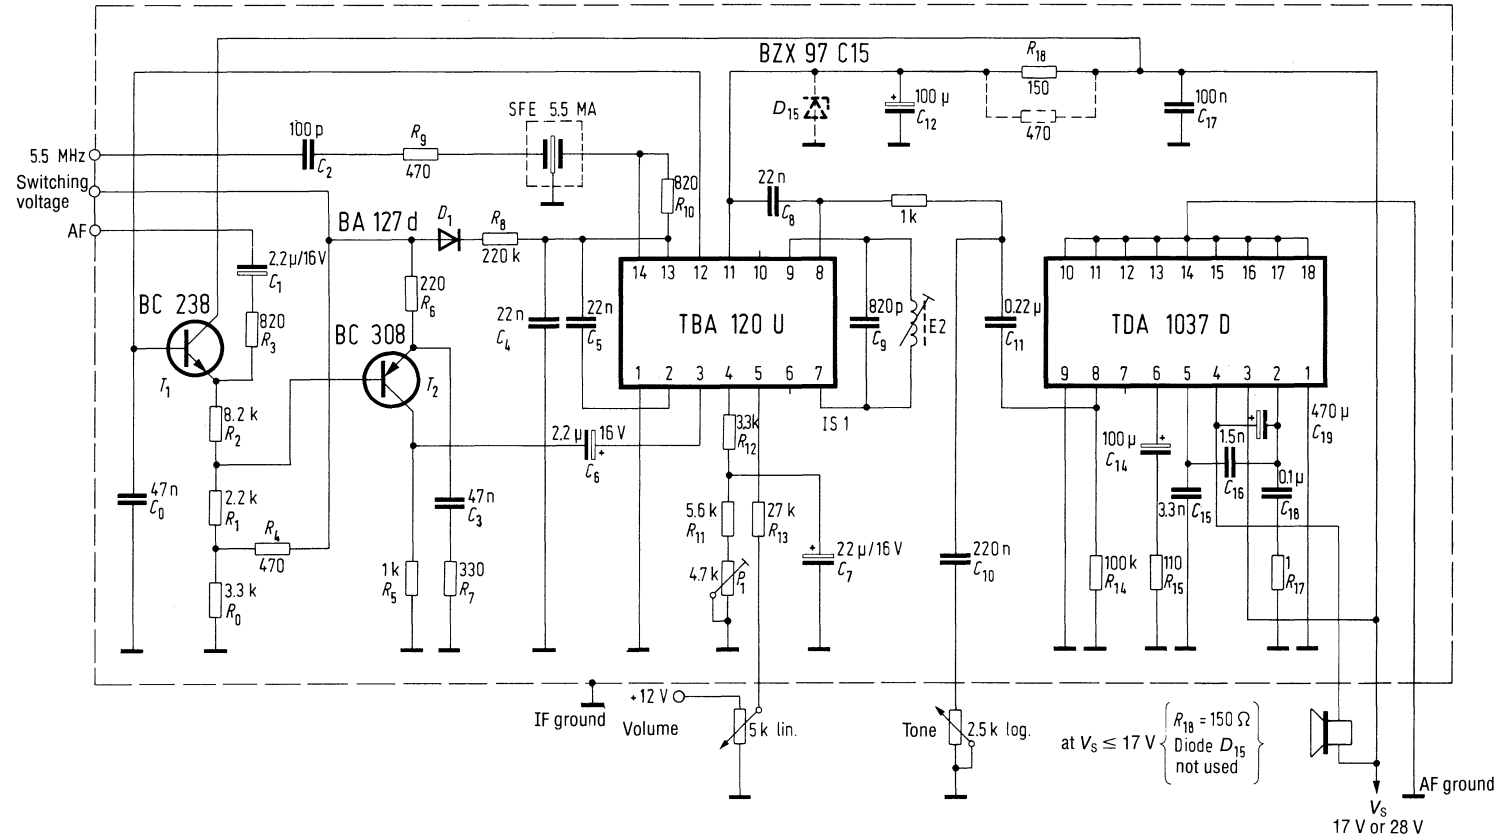 BZX 97 C15
R18
150
470
D15
+
100 µ
C12
100 n
C17
SFE 5.5 MA
100 p
C2
R9
470
5.5 MHz
Switching
voltage
AF
820
R10
22 n
C8
1 k
BA 127 d
D1
R8
220 k
2.2µ/16V
C1
BC 238
820
R3
T1
220
R6
BC 308
T2
22 n
C4
22 n
C5
14 13 12 11 10 9 8
TBA 120 U
1 2 3 4 5 6 7
IS 1
820 p
C9
E2
0.22 µ
C11
10 11 12 13 14 15 16 17 18
TDA 1037 D
9 8 7 6 5 4 3 2 1
8.2 k
R2
2.2 µ 16 V
+
C6
3.3k
R12
100 µ
+
C14
1.5n
+
470 µ
C19
C16
0.1 µ
C18
3.3 n
C15
47 n
C0
2.2 k
R1
R4
470
47 n
C3
5.6 k
R11
27 k
R13
+
22 µ/16 V
C7
220 n
C10
3.3 k
R0
1 k
R5
330
R7
4.7 k
P1
100 k
R14
110
R15
1
R17
IF ground
+12 V
Volume
5 k lin.
Tone
2.5 k log.
at VS ≤ 17 V
R18 = 150 Ω
Diode D15
not used
AF ground
VS
17 V or 28 V